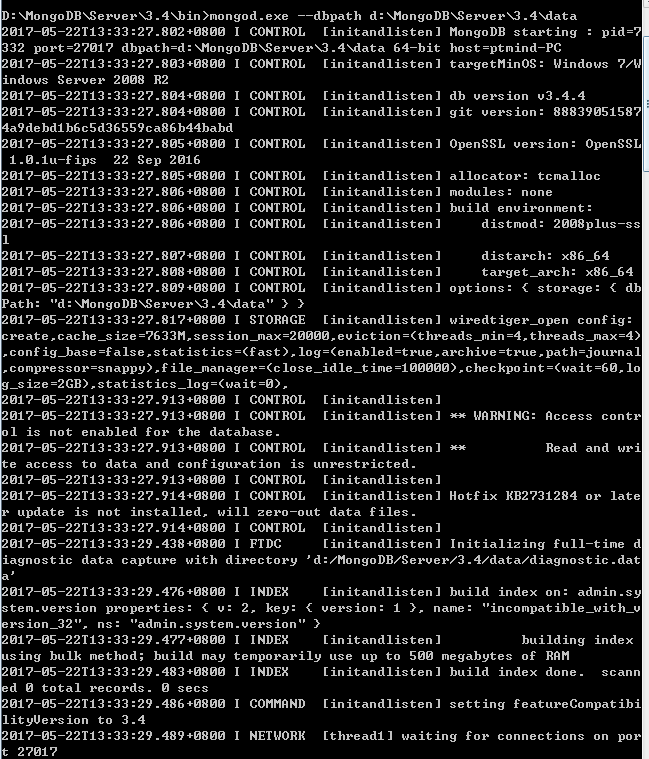 D:\MongoDB\Server\3.4\bin>mongod.exe --dbpath d:\MongoDB\Server\3.4\data
2017-05-22T13:33:27.802+0800 I CONTROL  [initandlisten] MongoDB starting : pid=7
332 port=27017 dbpath=d:\MongoDB\Server\3.4\data 64-bit host=ptmind-PC
2017-05-22T13:33:27.803+0800 I CONTROL  [initandlisten] targetMinOS: Windows 7/W
indows Server 2008 R2
2017-05-22T13:33:27.804+0800 I CONTROL  [initandlisten] db version v3.4.4
2017-05-22T13:33:27.804+0800 I CONTROL  [initandlisten] git version: 88839051587
4a9debd1b6c5d36559ca86b44babd
2017-05-22T13:33:27.805+0800 I CONTROL  [initandlisten] OpenSSL version: OpenSSL
 1.0.1u-fips  22 Sep 2016
2017-05-22T13:33:27.805+0800 I CONTROL  [initandlisten] allocator: tcmalloc
2017-05-22T13:33:27.806+0800 I CONTROL  [initandlisten] modules: none
2017-05-22T13:33:27.806+0800 I CONTROL  [initandlisten] build environment:
2017-05-22T13:33:27.806+0800 I CONTROL  [initandlisten]     distmod: 2008plus-ss
l
2017-05-22T13:33:27.807+0800 I CONTROL  [initandlisten]     distarch: x86_64
2017-05-22T13:33:27.808+0800 I CONTROL  [initandlisten]     target_arch: x86_64
2017-05-22T13:33:27.809+0800 I CONTROL  [initandlisten] options: { storage: { db
Path: "d:\MongoDB\Server\3.4\data" } }
2017-05-22T13:33:27.817+0800 I STORAGE  [initandlisten] wiredtiger_open config:
create,cache_size=7633M,session_max=20000,eviction=(threads_min=4,threads_max=4)
,config_base=false,statistics=(fast),log=(enabled=true,archive=true,path=journal
,compressor=snappy),file_manager=(close_idle_time=100000),checkpoint=(wait=60,lo
g_size=2GB),statistics_log=(wait=0),
2017-05-22T13:33:27.913+0800 I CONTROL  [initandlisten]
2017-05-22T13:33:27.913+0800 I CONTROL  [initandlisten] ** WARNING: Access contr
ol is not enabled for the database.
2017-05-22T13:33:27.913+0800 I CONTROL  [initandlisten] **          Read and wri
te access to data and configuration is unrestricted.
2017-05-22T13:33:27.913+0800 I CONTROL  [initandlisten]
2017-05-22T13:33:27.914+0800 I CONTROL  [initandlisten] Hotfix KB2731284 or late
r update is not installed, will zero-out data files.
2017-05-22T13:33:27.914+0800 I CONTROL  [initandlisten]
2017-05-22T13:33:29.438+0800 I FTDC     [initandlisten] Initializing full-time d
iagnostic data capture with directory 'd:/MongoDB/Server/3.4/data/diagnostic.dat
a'
2017-05-22T13:33:29.476+0800 I INDEX    [initandlisten] build index on: admin.sy
stem.version properties: { v: 2, key: { version: 1 }, name: "incompatible_with_v
ersion_32", ns: "admin.system.version" }
2017-05-22T13:33:29.477+0800 I INDEX    [initandlisten]          building index
using bulk method; build may temporarily use up to 500 megabytes of RAM
2017-05-22T13:33:29.483+0800 I INDEX    [initandlisten] build index done.  scann
ed 0 total records. 0 secs
2017-05-22T13:33:29.486+0800 I COMMAND  [initandlisten] setting featureCompatibi
lityVersion to 3.4
2017-05-22T13:33:29.489+0800 I NETWORK  [thread1] waiting for connections on por
t 27017